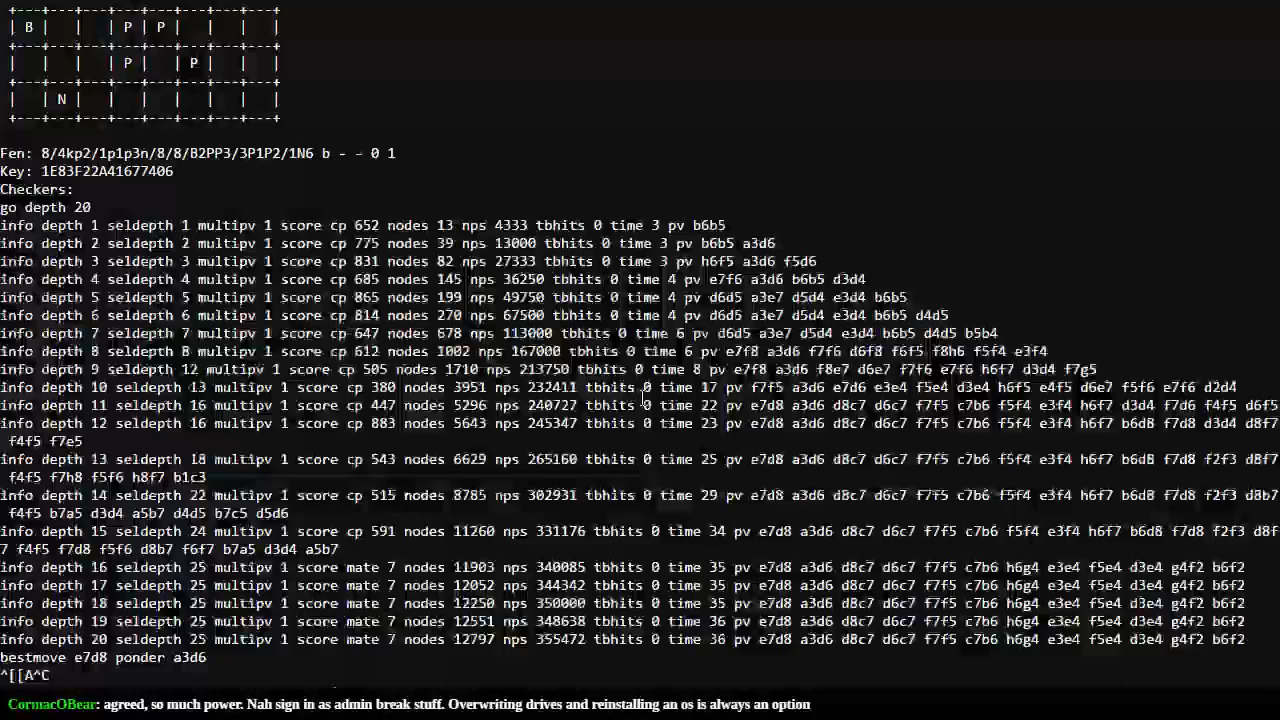 +---+---+---+---+---+---+---+---+
| B |   |   | P | P |   |   |   |
+---+---+---+---+---+---+---+---+
|   |   |   | P |   | P |   |   |
+---+---+---+---+---+---+---+---+
|   | N |   |   |   |   |   |   |
+---+---+---+---+---+---+---+---+
Fen: 8/4kp2/1p1p3n/8/8/B2PP3/3P1P2/1N6 b - - 0 1
Key: 1E83F22A41677406
Checkers:
go depth 20
info depth 1 seldepth 1 multipv 1 score cp 652 nodes 13 nps 4333 tbhits 0 time 3 pv b6b5
info depth 2 seldepth 2 multipv 1 score cp 775 nodes 39 nps 13000 tbhits 0 time 3 pv b6b5 a3d6
info depth 3 seldepth 3 multipv 1 score cp 831 nodes 82 nps 27333 tbhits 0 time 3 pv h6f5 a3d6 f5d6
info depth 4 seldepth 4 multipv 1 score cp 685 nodes 145 nps 36250 tbhits 0 time 4 pv e7f6 a3d6 b6b5 d3d4
info depth 5 seldepth 5 multipv 1 score cp 865 nodes 199 nps 49750 tbhits 0 time 4 pv d6d5 a3e7 d5d4 e3d4 b6b5
info depth 6 seldepth 6 multipv 1 score cp 814 nodes 270 nps 67500 tbhits 0 time 4 pv d6d5 a3e7 d5d4 e3d4 b6b5 d4d5
info depth 7 seldepth 7 multipv 1 score cp 647 nodes 678 nps 113000 tbhits 0 time 6 pv d6d5 a3e7 d5d4 e3d4 b6b5 d4d5 b5b4
info depth 8 seldepth 8 multipv 1 score cp 612 nodes 1002 nps 167000 tbhits 0 time 6 pv e7f8 a3d6 f7f6 d6f8 f6f5 f8h6 f5f4 e3f4
info depth 9 seldepth 12 multipv 1 score cp 505 nodes 1710 nps 213750 tbhits 0 time 8 pv e7f8 a3d6 f8e7 d6e7 f7f6 e7f6 h6f7 d3d4 f7g5
info depth 10 seldepth 13 multipv 1 score cp 380 nodes 3951 nps 232411 tbhits 0 time 17 pv f7f5 a3d6 e7d6 e3e4 f5e4 d3e4 h6f5 e4f5 d6e7 f5f6 e7f6 d2d4
info depth 11 seldepth 16 multipv 1 score cp 447 nodes 5296 nps 240727 tbhits 0 time 22 pv e7d8 a3d6 d8c7 d6c7 f7f5 c7b6 f5f4 e3f4 h6f7 d3d4 f7d6 f4f5 d6f5
info depth 12 seldepth 16 multipv 1 score cp 883 nodes 5643 nps 245347 tbhits 0 time 23 pv e7d8 a3d6 d8c7 d6c7 f7f5 c7b6 f5f4 e3f4 h6f7 b6d8 f7d8 d3d4 d8f7
f4f5 f7e5
info depth 13 seldepth 18 multipv 1 score cp 543 nodes 6629 nps 265160 tbhits 0 time 25 pv e7d8 a3d6 d8c7 d6c7 f7f5 c7b6 f5f4 e3f4 h6f7 b6d8 f7d8 f2f3 d8f7
f4f5 f7h8 f5f6 h8f7 b1c3
info depth 14 seldepth 22 multipv 1 score cp 515 nodes 8785 nps 302931 tbhits 0 time 29 pv e7d8 a3d6 d8c7 d6c7 f7f5 c7b6 f5f4 e3f4 h6f7 b6d8 f7d8 f2f3 d8b7
f4f5 b7a5 d3d4 a5b7 d4d5 b7c5 d5d6
info depth 15 seldepth 24 multipv 1 score cp 591 nodes 11260 nps 331176 tbhits 0 time 34 pv e7d8 a3d6 d8c7 d6c7 f7f5 c7b6 f5f4 e3f4 h6f7 b6d8 f7d8 f2f3 d8f
7 f4f5 f7d8 f5f6 d8b7 f6f7 b7a5 d3d4 a5b7
info depth 16 seldepth 25 multipv 1 score mate 7 nodes 11903 nps 340085 tbhits 0 time 35 pv e7d8 a3d6 d8c7 d6c7 f7f5 c7b6 h6g4 e3e4 f5e4 d3e4 g4f2 b6f2
info depth 17 seldepth 25 multipv 1 score mate 7 nodes 12052 nps 344342 tbhits 0 time 35 pv e7d8 a3d6 d8c7 d6c7 f7f5 c7b6 h6g4 e3e4 f5e4 d3e4 g4f2 b6f2
info depth 18 seldepth 25 multipv 1 score mate 7 nodes 12250 nps 350000 tbhits 0 time 35 pv e7d8 a3d6 d8c7 d6c7 f7f5 c7b6 h6g4 e3e4 f5e4 d3e4 g4f2 b6f2
info depth 19 seldepth 25 multipv 1 score mate 7 nodes 12551 nps 348638 tbhits 0 time 36 pv e7d8 a3d6 d8c7 d6c7 f7f5 c7b6 h6g4 e3e4 f5e4 d3e4 g4f2 b6f2
info depth 20 seldepth 25 multipv 1 score mate 7 nodes 12797 nps 355472 tbhits 0 time 36 pv e7d8 a3d6 d8c7 d6c7 f7f5 c7b6 h6g4 e3e4 f5e4 d3e4 g4f2 b6f2
bestmove e7d8 ponder a3d6
^[[A^C
CormacOBear: agreed, so much power. Nah sign in as admin break stuff. Overwriting drives and reinstalling an os is always an option